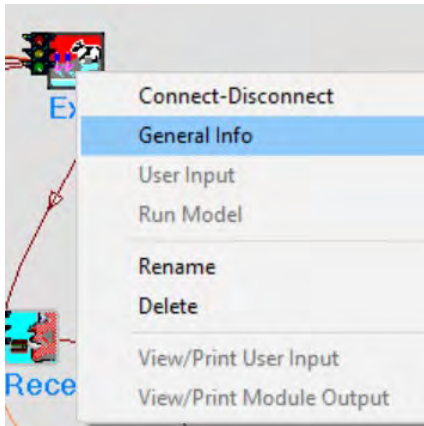 Ex
Connect-Disconnect
General Info
User Input
Run Model
Rename
Delete
View/Print User Input
Rece
View/Print Module Output